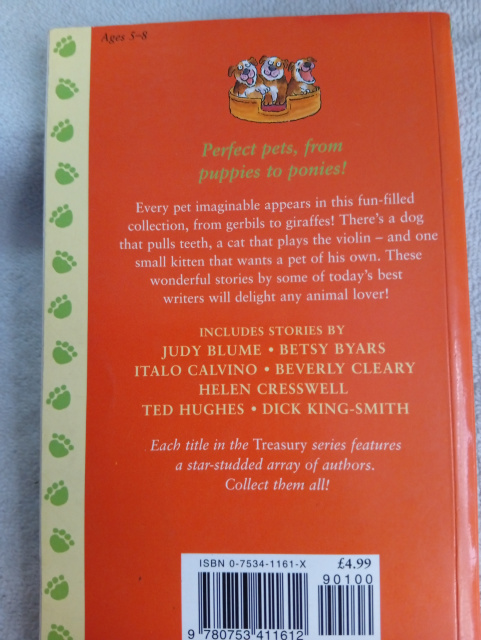 Ages 5–8
Perfect pets, from
puppies to ponies!
Every pet imaginable appears in this fun-filled
collection, from gerbils to giraffes! There's a dog
that pulls teeth, a cat that plays the violin – and one
small kitten that wants a pet of his own. These
wonderful stories by some of today's best
writers will delight any animal lover!
INCLUDES STORIES BY
JUDY BLUME • BETSY BYARS
ITALO CALVINO • BEVERLY CLEARY
HELEN CRESSWELL
TED HUGHES • DICK KING-SMITH
Each title in the Treasury series features
a star-studded array of authors.
Collect them all!
ISBN 0-7534-1161-X
£4.99
90100
9 780753 411612